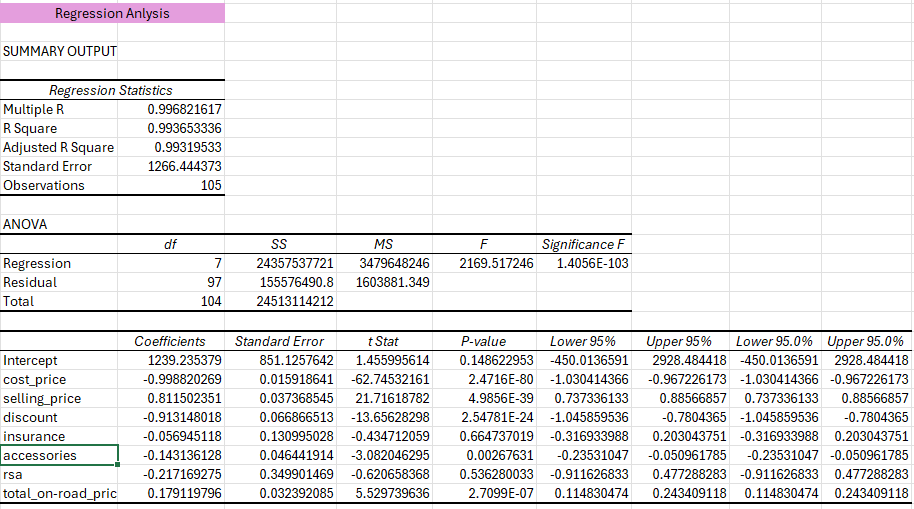 Regression Anlysis
SUMMARY OUTPUT
Regression Statistics
Multiple R 0.996821617
R Square 0.993653336
Adjusted R Square 0.99319533
Standard Error 1266.444373
Observations 105
ANOVA
df SS MS F Significance F
Regression 7 24357537721 3479648246 2169.517246 1.4056E-103
Residual 97 155576490.8 1603881.349
Total 104 24513114212
Coefficients Standard Error t Stat P-value Lower 95% Upper 95% Lower 95.0% Upper 95.0%
Intercept 1239.235379 851.1257642 1.455995614 0.148622953 -450.0136591 2928.484418 -450.0136591 2928.484418
cost_price -0.998820269 0.015918641 -62.74532161 2.4716E-80 -1.030414366 -0.967226173 -1.030414366 -0.967226173
selling_price 0.811502351 0.037368545 21.71618782 4.9856E-39 0.737336133 0.88566857 0.737336133 0.88566857
discount -0.913148018 0.066866513 -13.65628298 2.54781E-24 -1.045859536 -0.7804365 -1.045859536 -0.7804365
insurance -0.056945118 0.130995028 -0.434712059 0.664737019 -0.316933988 0.203043751 -0.316933988 0.203043751
accessories -0.143136128 0.046441914 -3.082046295 0.00267631 -0.23531047 -0.050961785 -0.23531047 -0.050961785
rsa -0.217169275 0.349901469 -0.620658368 0.536280033 -0.911626833 0.477288283 -0.911626833 0.477288283
total_on-road_pric 0.179119796 0.032392085 5.529739636 2.7099E-07 0.114830474 0.243409118 0.114830474 0.243409118